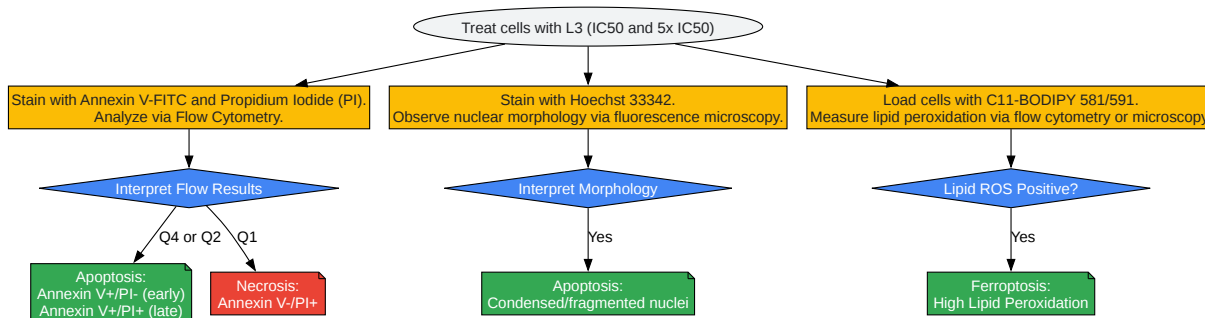 Treat cells with L3 (IC50 and 5x IC50)
Stain with Annexin V-FITC and Propidium Iodide (PI).
Analyze via Flow Cytometry.
Stain with Hoechst 33342.
Observe nuclear morphology via fluorescence microscopy.
Load cells with C11-BODIPY 581/591.
Measure lipid peroxidation via flow cytometry or microscopy
Interpret Flow Results
Interpret Morphology
Lipid ROS Positive?
Q4 or Q2
Q1
Yes
Yes
Apoptosis:
Annexin V+/PI- (early)
Annexin V+/PI+ (late)
Necrosis:
Annexin V-/PI+
Apoptosis:
Condensed/fragmented nuclei
Ferroptosis:
High Lipid Peroxidation